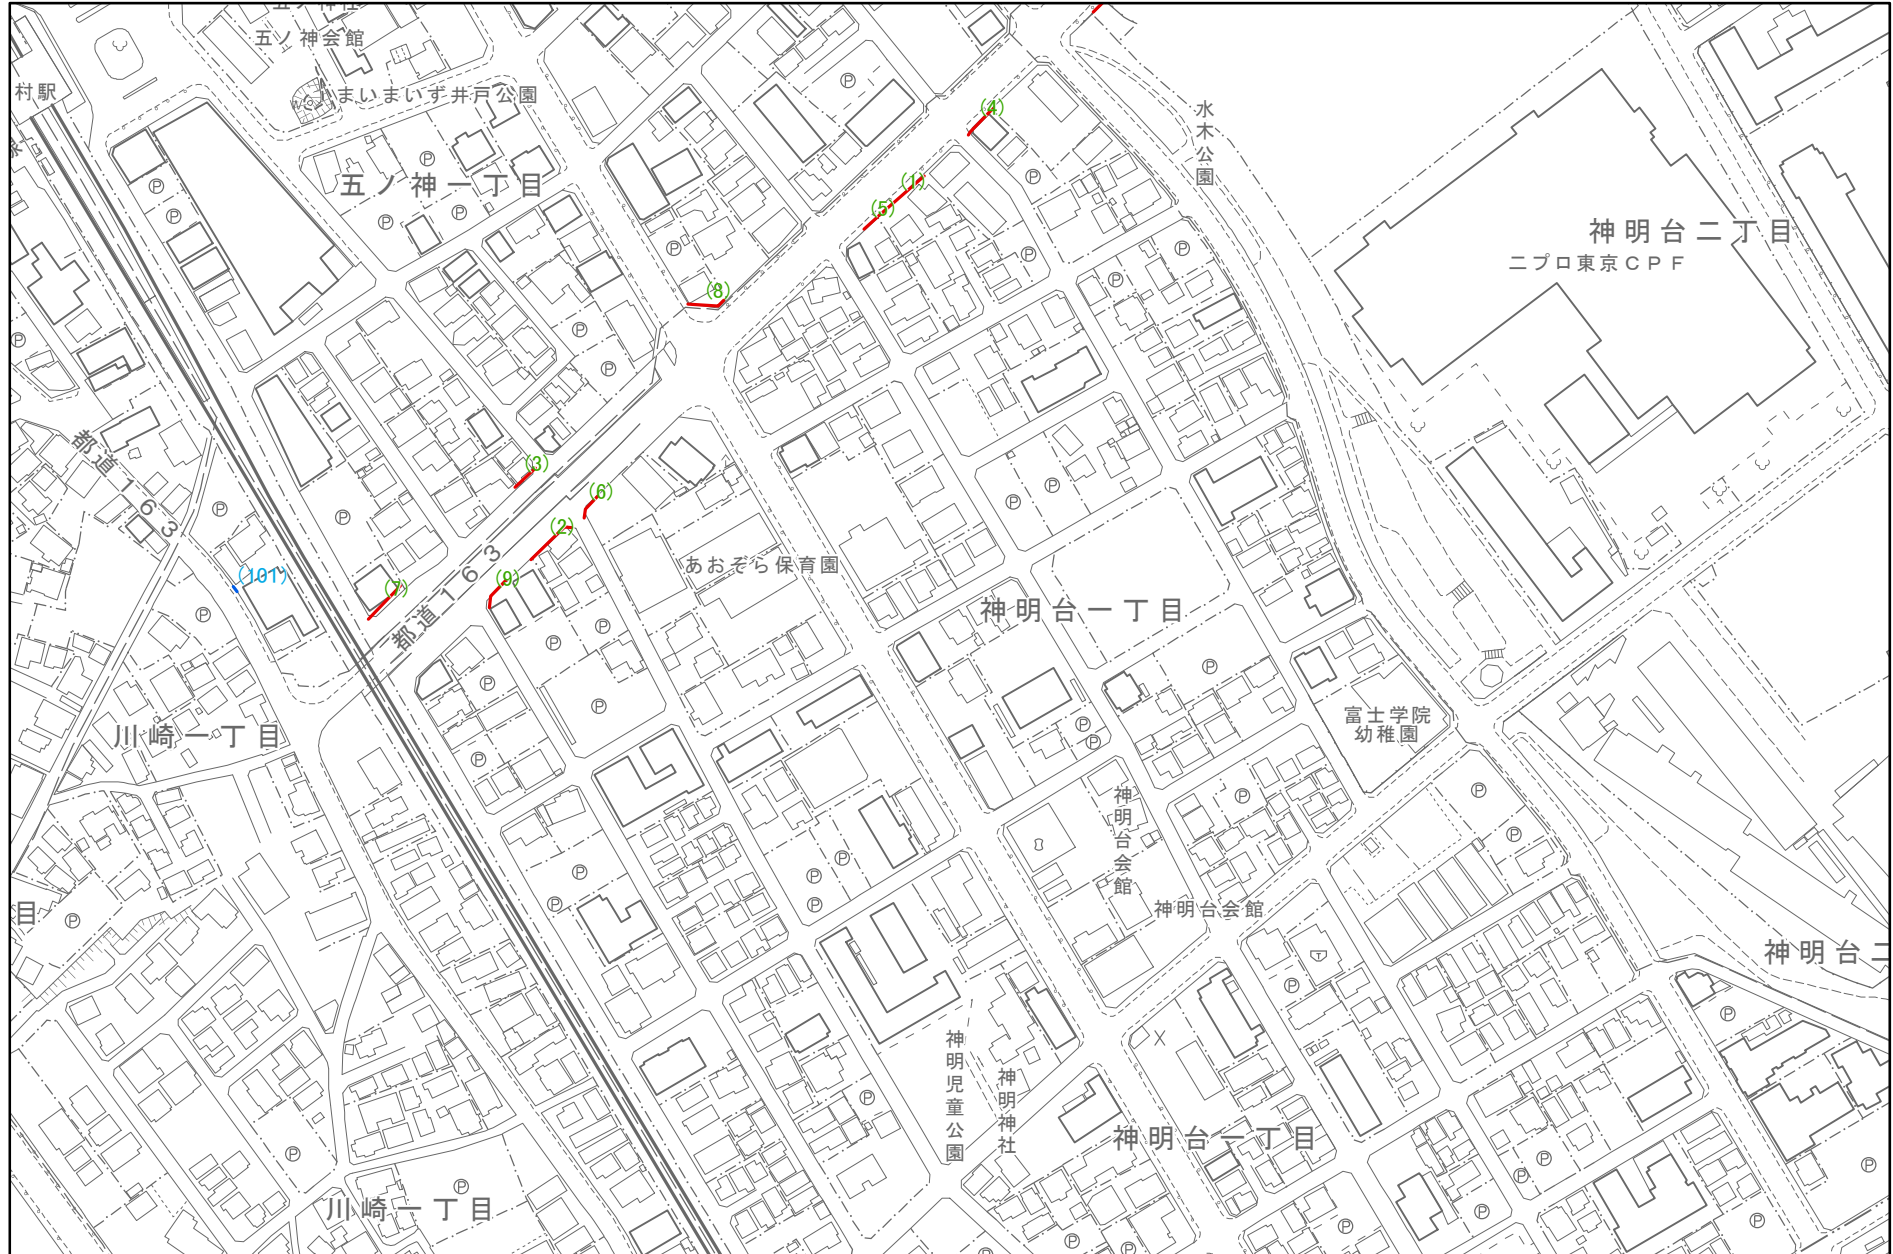 五ノ神社
五ノ神会館
村駅
まいまいず井戸公園
五ノ神一丁目
水木公園
神明台二丁目
ニプロ東京CPF
(4)
(1)
(5)
(8)
(3)
(6)
(2)
(9)
(7)
(101)
都道163
都道163
あおぞら保育園
神明台一丁目
川崎一丁目
富士学院
幼稚園
神明台会館
神明台会館
目
神明台二
神明児童公園
神明神社
神明台一丁目
川崎一丁目